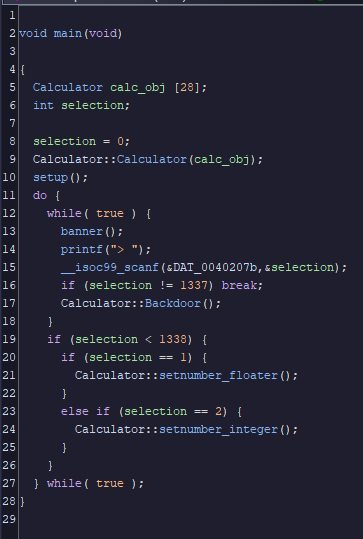 1
2 void main(void)
3
4 {
5 Calculator calc_obj [28];
6 int selection;
7
8 selection = 0;
9 Calculator::Calculator(calc_obj);
10 setup();
11 do {
12 while( true ) {
13 banner();
14 printf("> ");
15 __isoc99_scanf(&DAT_0040207b,&selection);
16 if (selection != 1337) break;
17 Calculator::Backdoor();
18 }
19 if (selection < 1338) {
20 if (selection == 1) {
21 Calculator::setnumber_floater();
22 }
23 else if (selection == 2) {
24 Calculator::setnumber_integer();
25 }
26 }
27 } while( true );
28 }
29